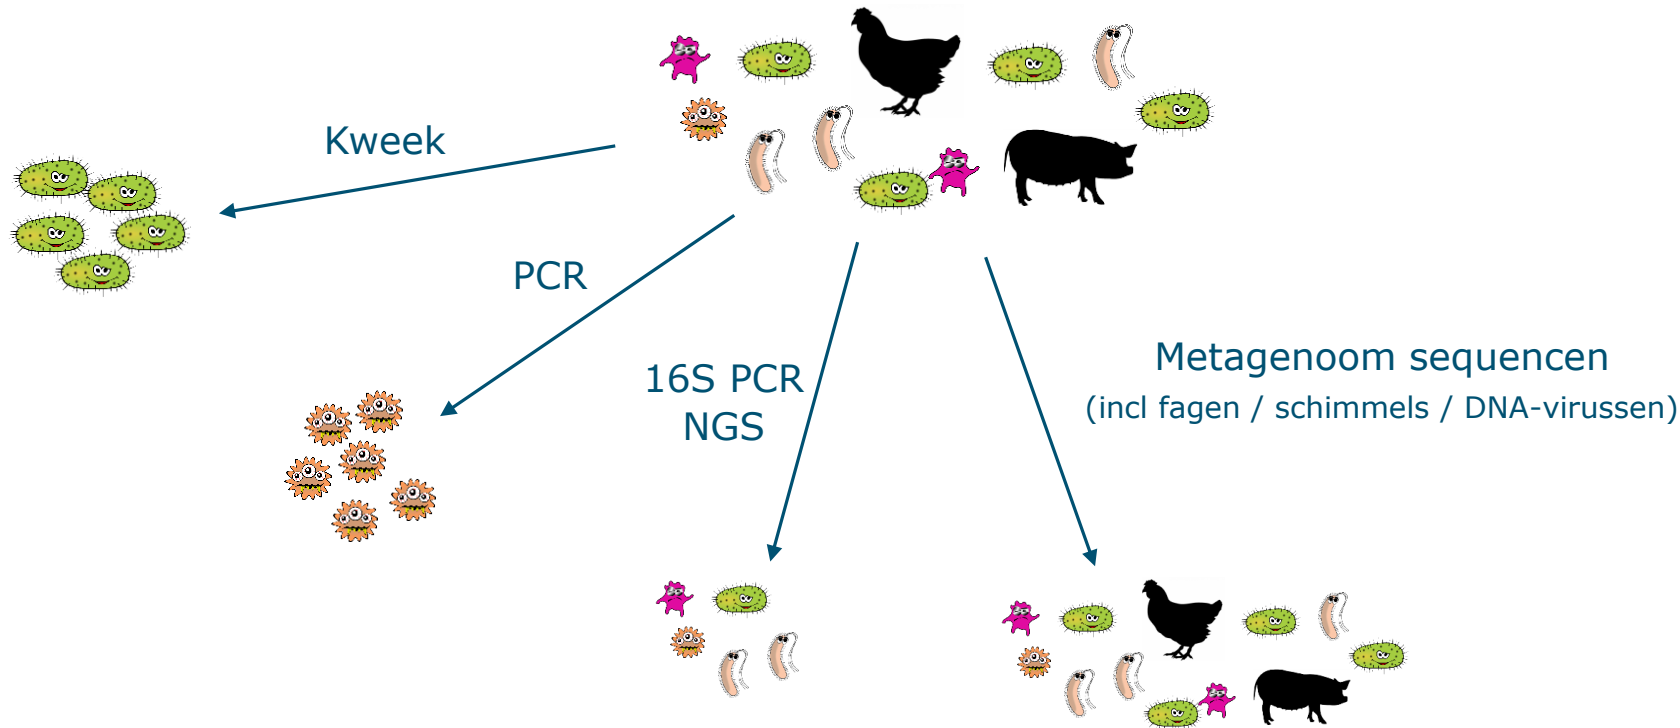 Kweek
PCR
16S PCR
NGS
Metagenoom sequencen
(incl fagen / schimmels / DNA-virussen)